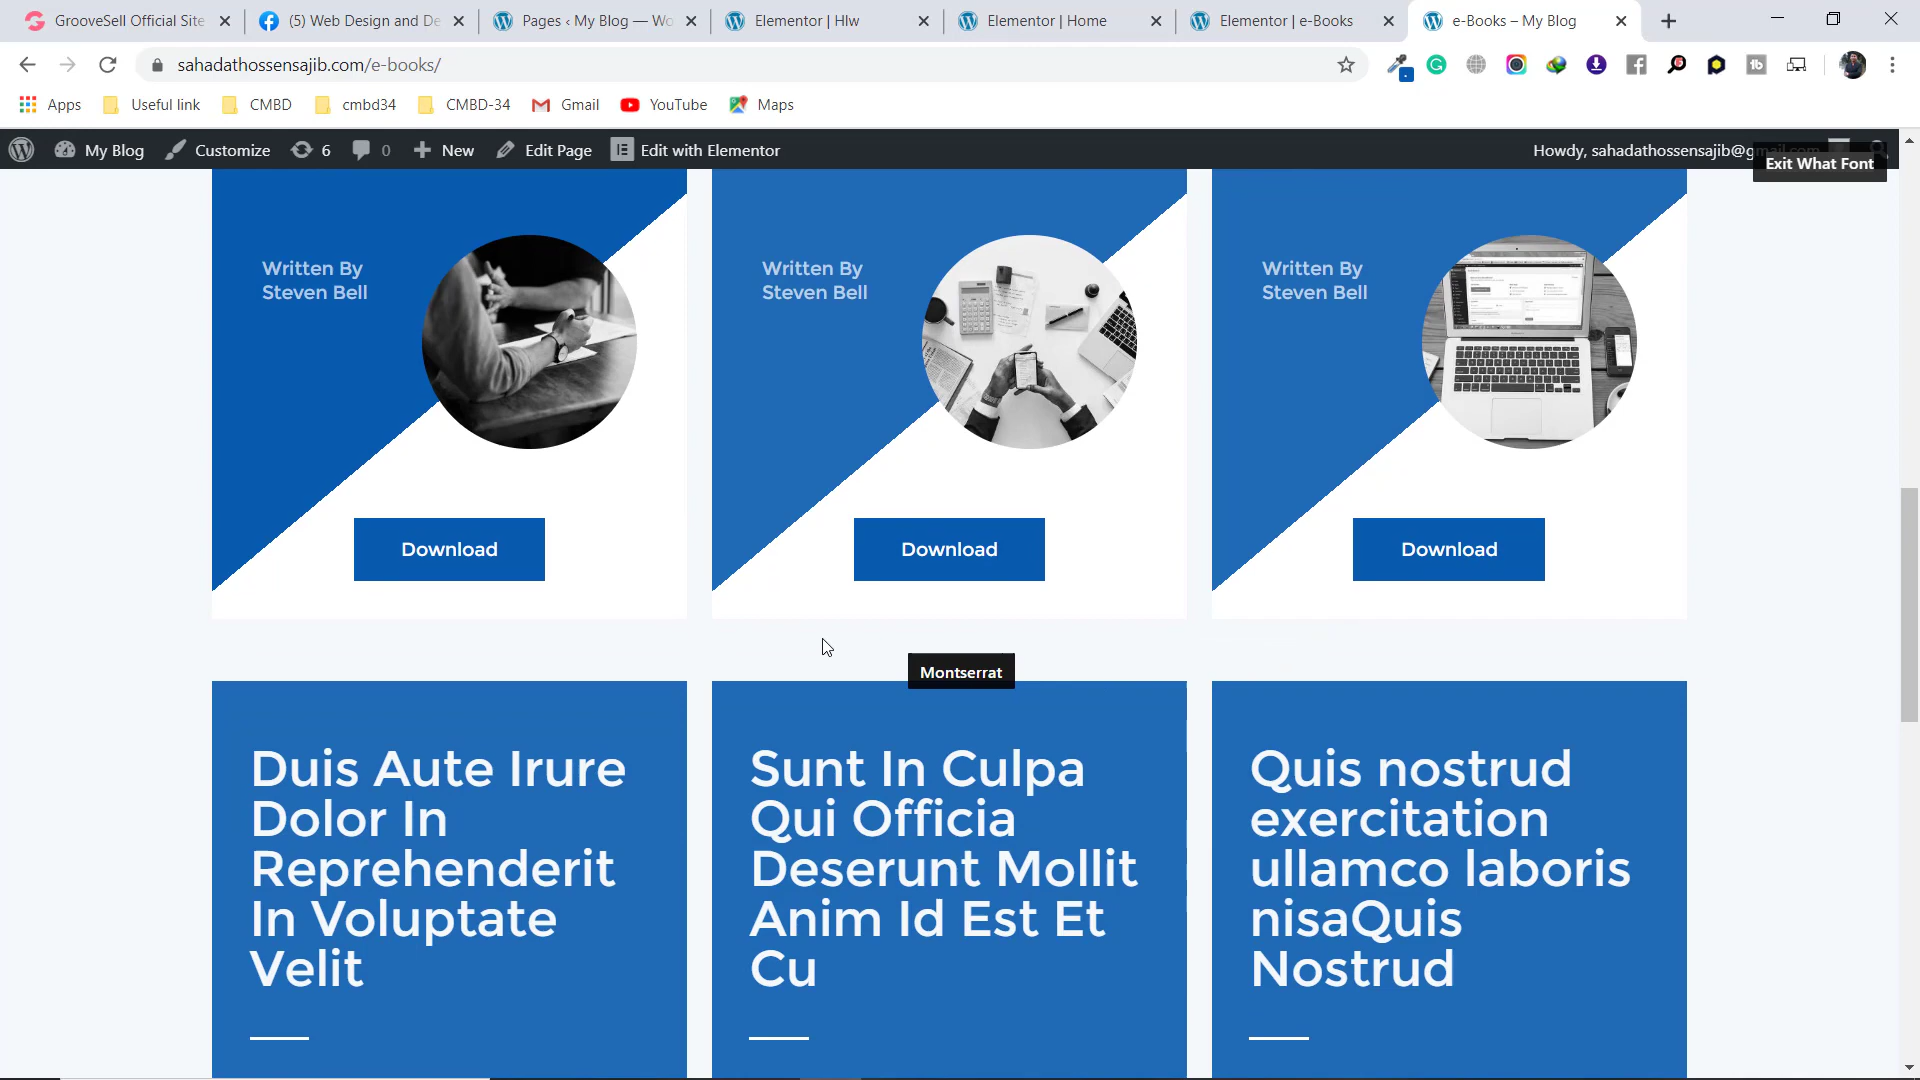 GrooveSell Official Site
(5) Web Design and De
Pages ‹ My Blog — Wo
Elementor | Hlw
Elementor | Home
Elementor | e-Books
e-Books – My Blog
sahadathossensajib.com/e-books/
Apps
Useful link
CMBD
cmbd34
CMBD-34
Gmail
YouTube
Maps
My Blog
Customize
6
0
New
Edit Page
Edit with Elementor
Howdy, sahadathossensajib@gmail.com
Exit What Font
Written By
Steven Bell
Written By
Steven Bell
Written By
Steven Bell
Download
Download
Download
Montserrat
Duis Aute Irure
Dolor In
Reprehenderit
In Voluptate
Velit
Sunt In Culpa
Qui Officia
Deserunt Mollit
Anim Id Est Et
Cu
Quis nostrud
exercitation
ullamco laboris
nisaQuis
Nostrud